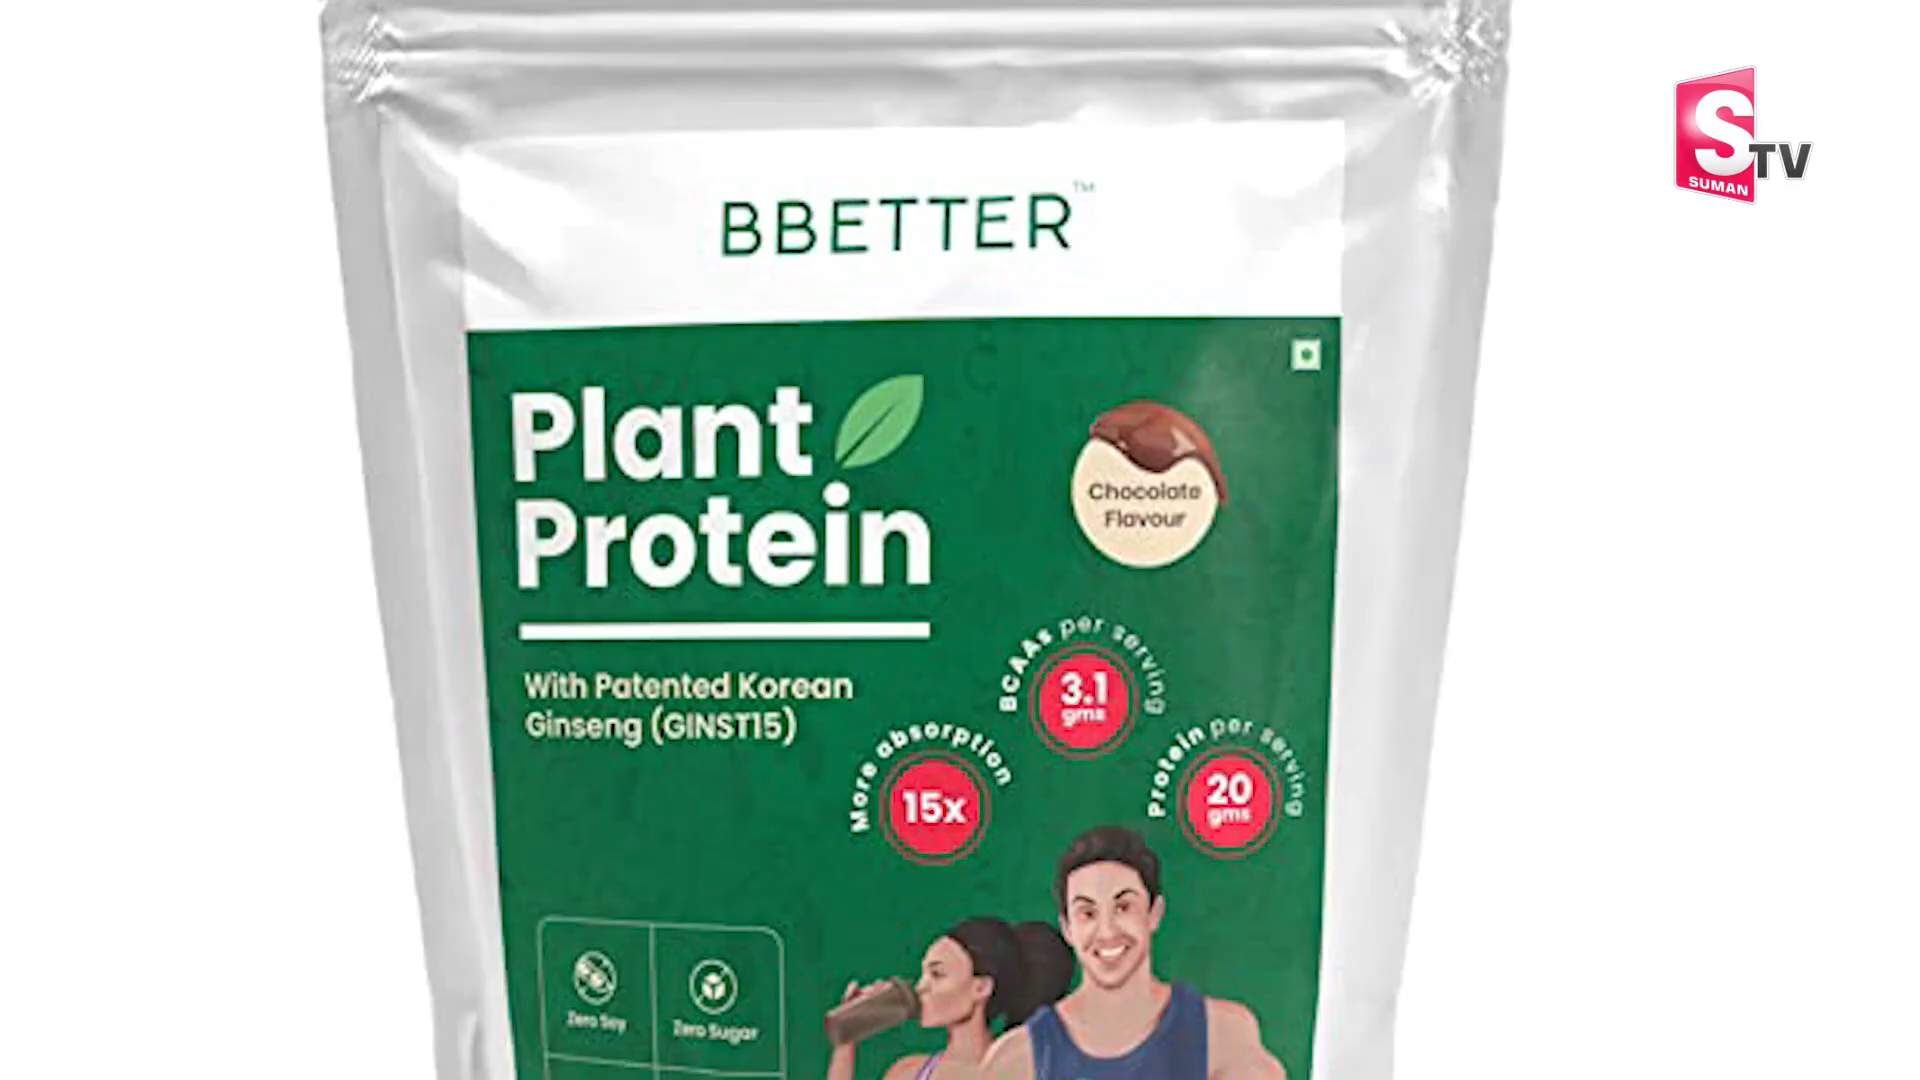 BBETTER™
Plant
Protein
Chocolate
Flavour
With Patented Korean
Ginseng (GINST15)
BCAAs per serving
3.1
gms
More absorption
15x
Protein per serving
20
gms
Zero Soy
Zero Sugar
S TV
SUMAN